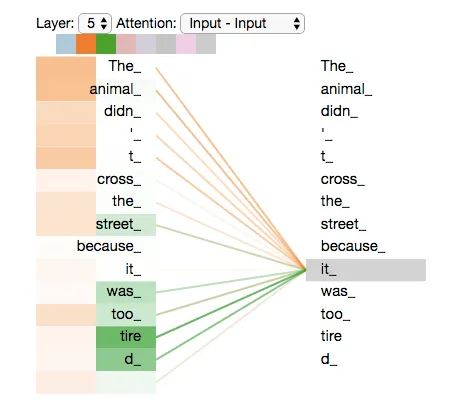 Layer: 5 Attention: Input - Input
The_ The_
animal_ animal_
didn_ didn_
'_ '_
t_ t_
cross_ cross_
the_ the_
street_ street_
because_ because_
it_ it_
was_ was_
too_ too_
tire tire
d_ d_